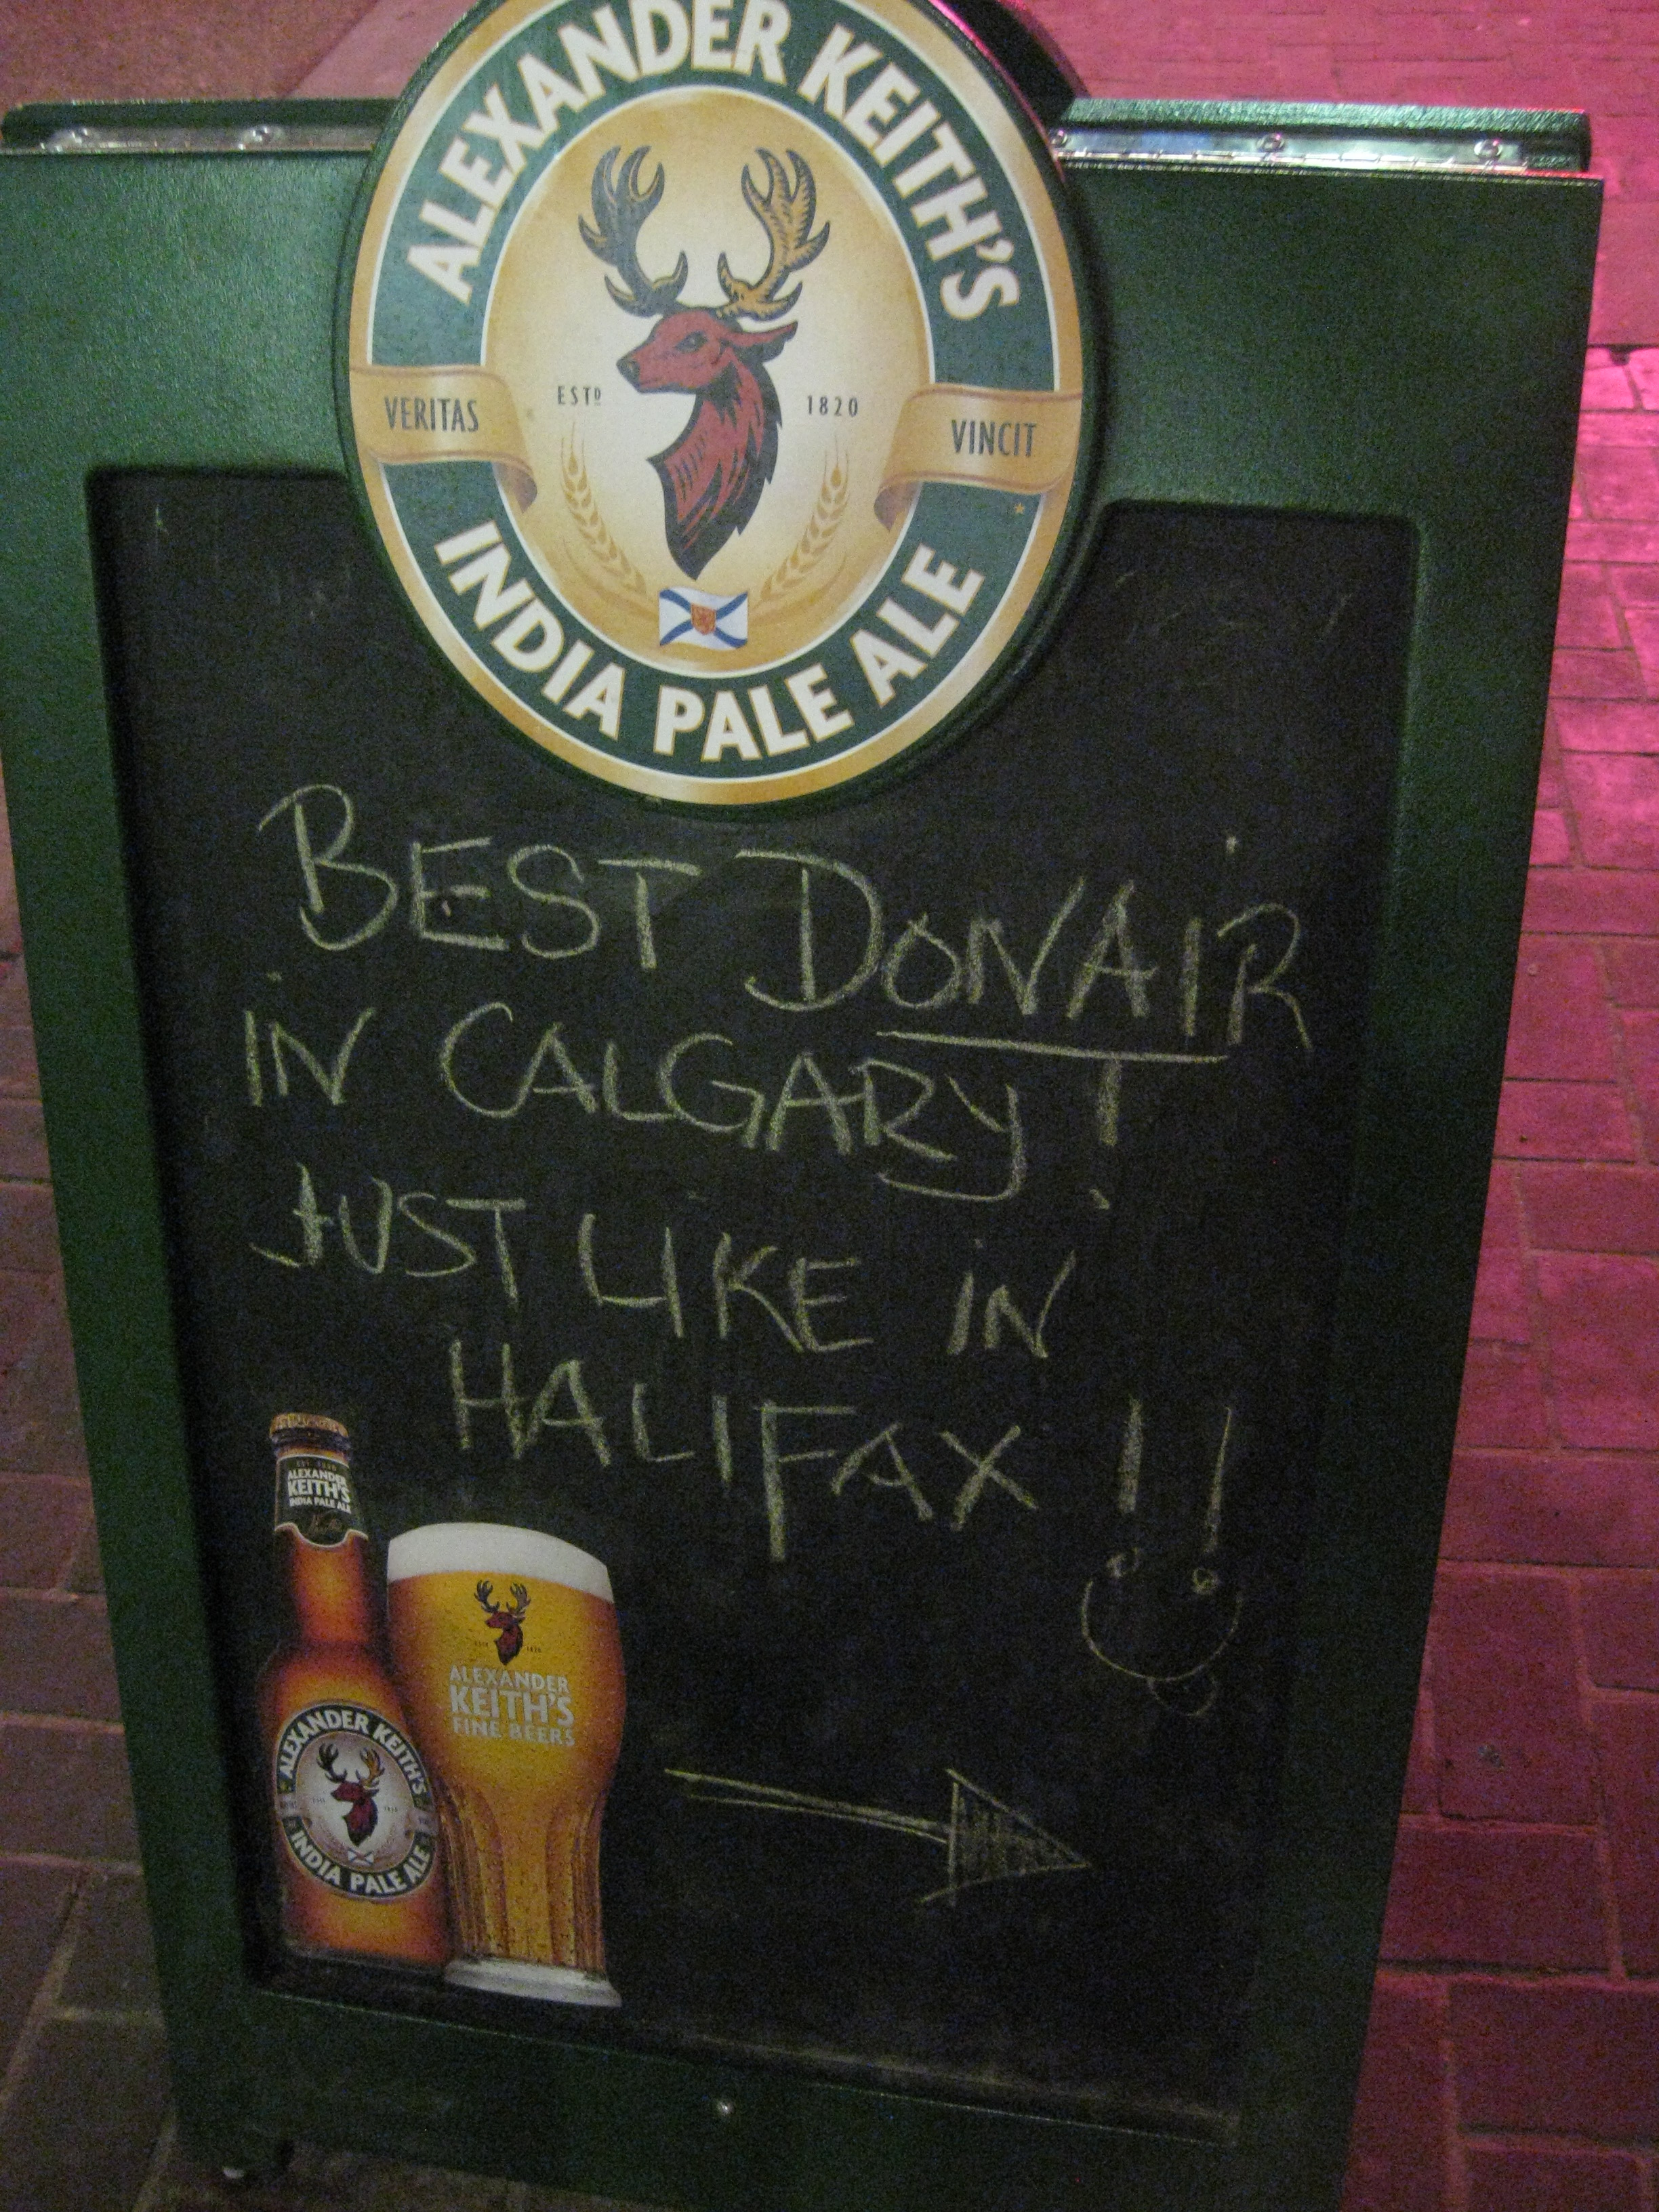 ALEXANDER KEITH'S
ESTD 1820
VERITAS VINCIT
INDIA PALE ALE
BEST DONAIR
IN CALGARY!
JUST LIKE IN
HALIFAX!!
ALEXANDER
KEITH'S
INDIA PALE ALE
ALEXANDER
KEITH'S
FINE BEERS
ALEXANDER KEITH'S
INDIA PALE ALE